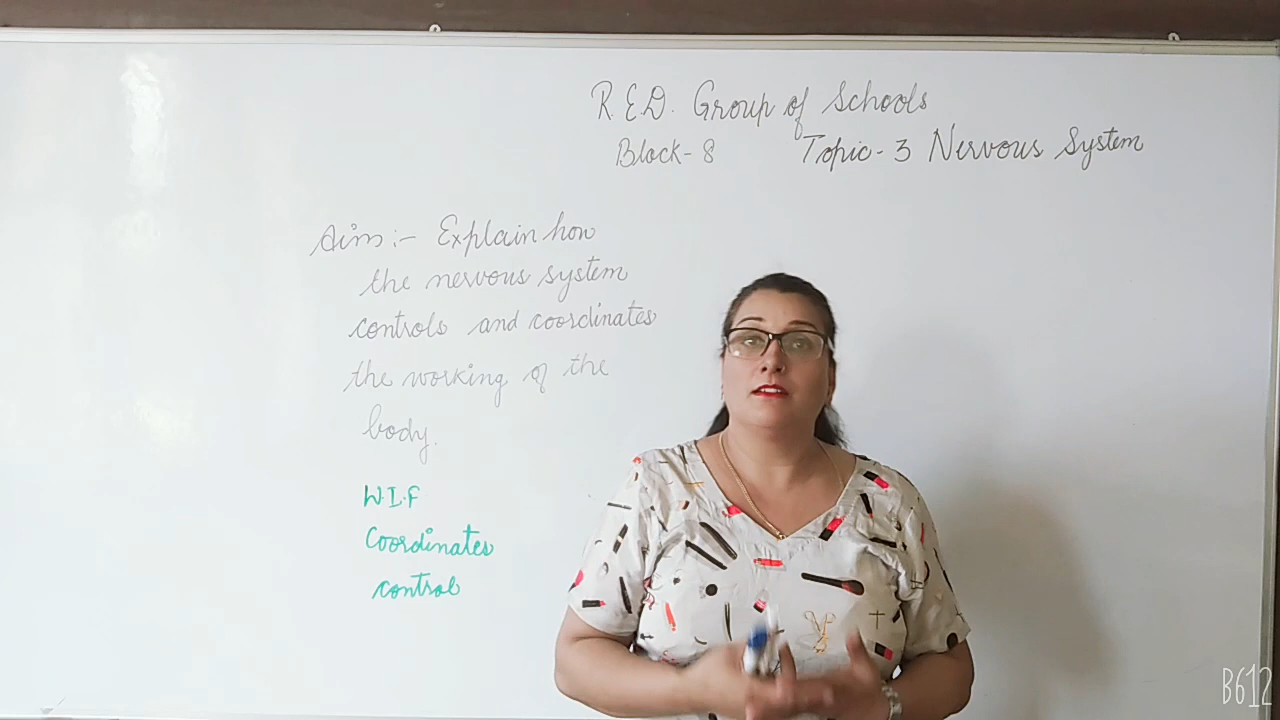 R.E.D. Group of Schools
Block-8 Topic-3 Nervous System
Aim:- Explain how
the nervous system
controls and coordinates
the working of the
body.
W.I.F
Coordinates
control
B612